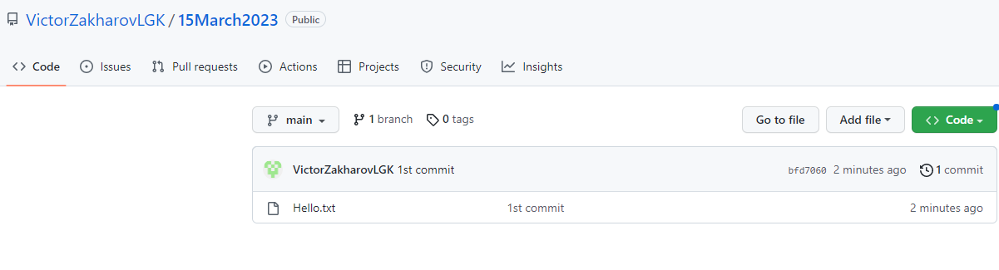 VictorZakharovLGK / 15March2023 Public
Code Issues Pull requests Actions Projects Security Insights
main 1 branch 0 tags Go to file Add file Code
VictorZakharovLGK 1st commit bfd7060 2 minutes ago 1 commit
Hello.txt 1st commit 2 minutes ago